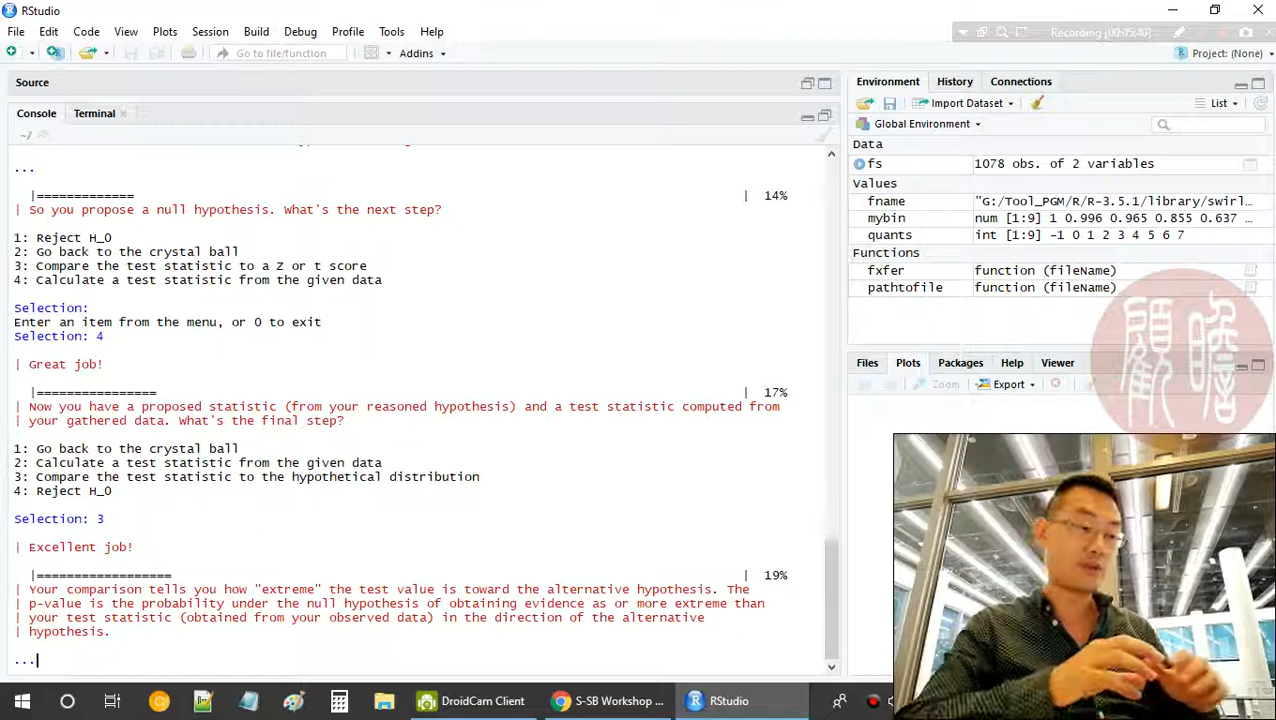 RStudio
File Edit Code View Plots Session Build Debug Profile Tools Help
Recording [00:05:40]
Go to file/function
Addins
Project: (None)
Source
Console Terminal
~/
...
|============= | 14%
| So you propose a null hypothesis. What's the next step?
1: Reject H_0
2: Go back to the crystal ball
3: Compare the test statistic to a Z or t score
4: Calculate a test statistic from the given data
Selection:
Enter an item from the menu, or 0 to exit
Selection: 4
| Great job!
|================ | 17%
| Now you have a proposed statistic (from your reasoned hypothesis) and a test statistic computed from
| your gathered data. What's the final step?
1: Go back to the crystal ball
2: Calculate a test statistic from the given data
3: Compare the test statistic to the hypothetical distribution
4: Reject H_0
Selection: 3
| Excellent job!
|================== | 19%
| Your comparison tells you how "extreme" the test value is toward the alternative hypothesis. The
| p-value is the probability under the null hypothesis of obtaining evidence as or more extreme than
| your test statistic (obtained from your observed data) in the direction of the alternative
| hypothesis.
...
Environment History Connections
Import Dataset
List
Global Environment
Data
fs 1078 obs. of 2 variables
Values
fname "G:/Tool_PGM/R/R-3.5.1/library/swirl…
mybin num [1:9] 1 0.996 0.965 0.855 0.637 …
quants int [1:9] -1 0 1 2 3 4 5 6 7
Functions
fxfer function (fileName)
pathtofile function (fileName)
Files Plots Packages Help Viewer
Zoom Export
DroidCam Client
S-SB Workshop ...
RStudio